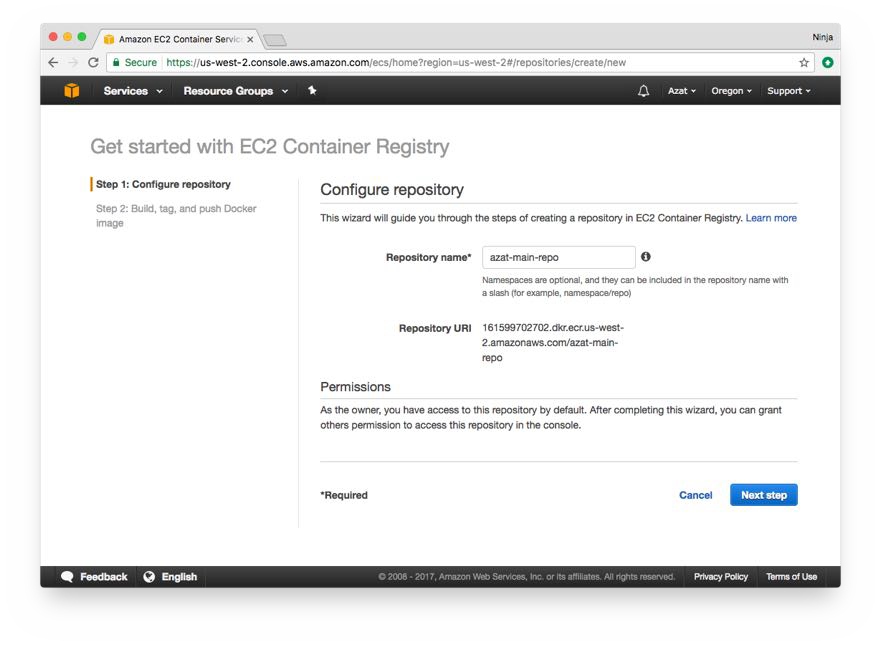 Amazon EC2 Container Servic
Ninja
Secure https://us-west-2.console.aws.amazon.com/ecs/home?region=us-west-2#/repositories/create/new
Services Resource Groups Azat Oregon Support
Get started with EC2 Container Registry
Step 1: Configure repository
Step 2: Build, tag, and push Docker
image
Configure repository
This wizard will guide you through the steps of creating a repository in EC2 Container Registry. Learn more
Repository name* azat-main-repo
Namespaces are optional, and they can be included in the repository name with
a slash (for example, namespace/repo)
Repository URI 161599702702.dkr.ecr.us-west-
2.amazonaws.com/azat-main-
repo
Permissions
As the owner, you have access to this repository by default. After completing this wizard, you can grant
others permission to access this repository in the console.
*Required Cancel Next step
Feedback English © 2008 - 2017, Amazon Web Services, Inc. or its affiliates. All rights reserved. Privacy Policy Terms of Use